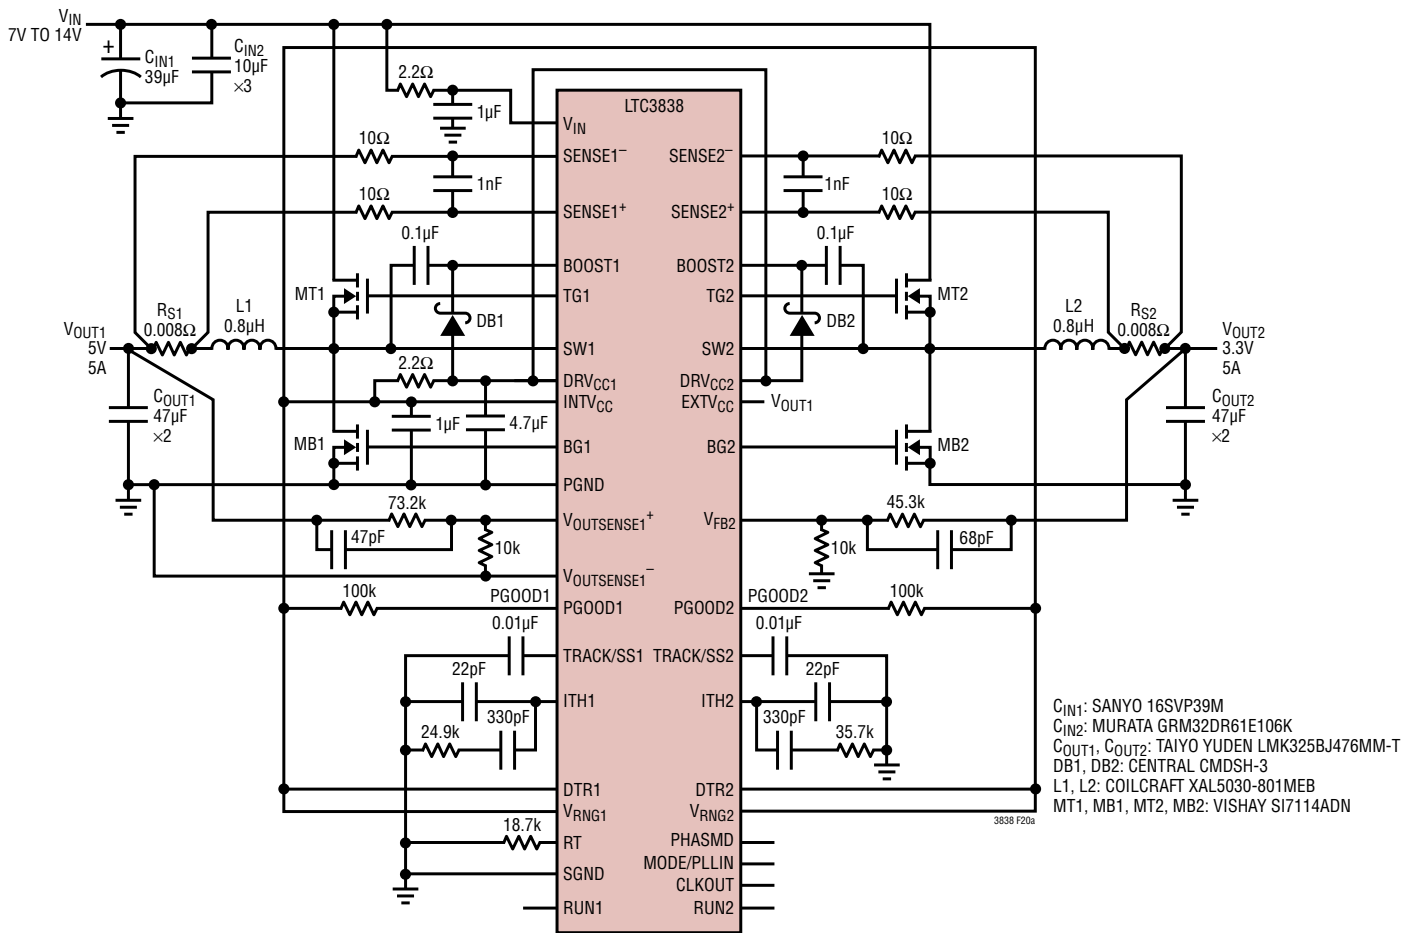 VIN
7V TO 14V
+
CIN1
39µF
CIN2
10µF
×3
2.2Ω
1µF
LTC3838
VIN
10Ω
SENSE1–
SENSE2–
10Ω
1nF
1nF
10Ω
SENSE1+
SENSE2+
10Ω
0.1µF
0.1µF
BOOST1
BOOST2
MT1
TG1
TG2
MT2
DB1
DB2
VOUT1
5V
5A
RS1
0.008Ω
L1
0.8µH
SW1
SW2
L2
0.8µH
RS2
0.008Ω
VOUT2
3.3V
5A
2.2Ω
DRVCC1
DRVCC2
INTVCC
EXTVCC
VOUT1
COUT1
47µF
×2
1µF
4.7µF
COUT2
47µF
×2
MB1
BG1
BG2
MB2
PGND
73.2k
VOUTSENSE1+
VFB2
45.3k
47pF
10k
10k
68pF
VOUTSENSE1–
100k
PGOOD1
PGOOD1
PGOOD2
PGOOD2
100k
0.01µF
0.01µF
TRACK/SS1
TRACK/SS2
22pF
22pF
ITH1
ITH2
330pF
330pF
24.9k
35.7k
DTR1
DTR2
VRNG1
VRNG2
18.7k
RT
PHASMD
MODE/PLLIN
SGND
CLKOUT
RUN1
RUN2
3838 F20a
CIN1: SANYO 16SVP39M
CIN2: MURATA GRM32DR61E106K
COUT1, COUT2: TAIYO YUDEN LMK325BJ476MM-T
DB1, DB2: CENTRAL CMDSH-3
L1, L2: COILCRAFT XAL5030-801MEB
MT1, MB1, MT2, MB2: VISHAY SI7114ADN